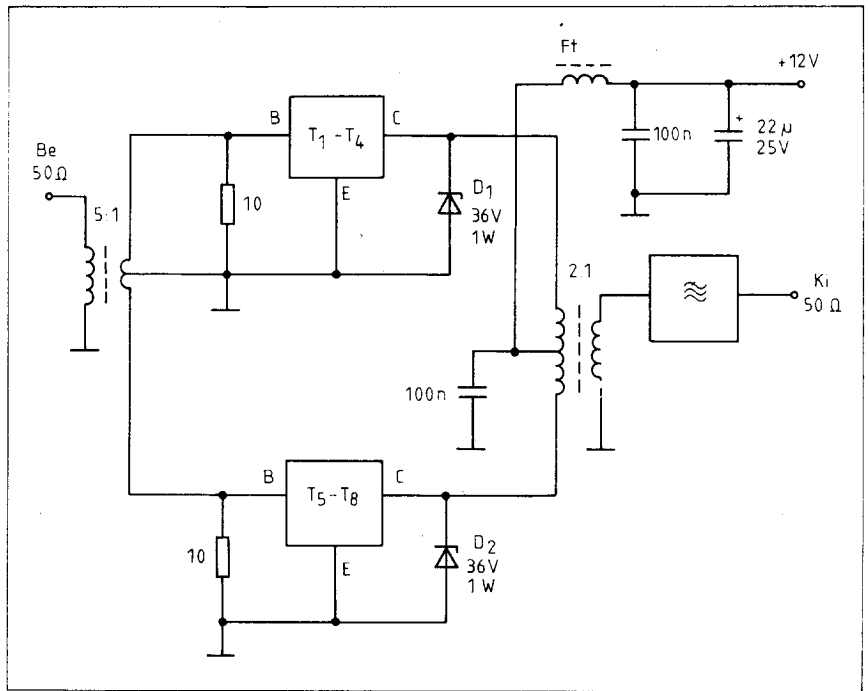 Ft
+12V
100n
+
22µ
25V
B
T₁-T₄
C
Be
50Ω
5:1
10
E
D₁
36V
1W
2:1
≈
Ki
50Ω
100n
B
T₅-T₈
C
10
E
D₂
36V
1W